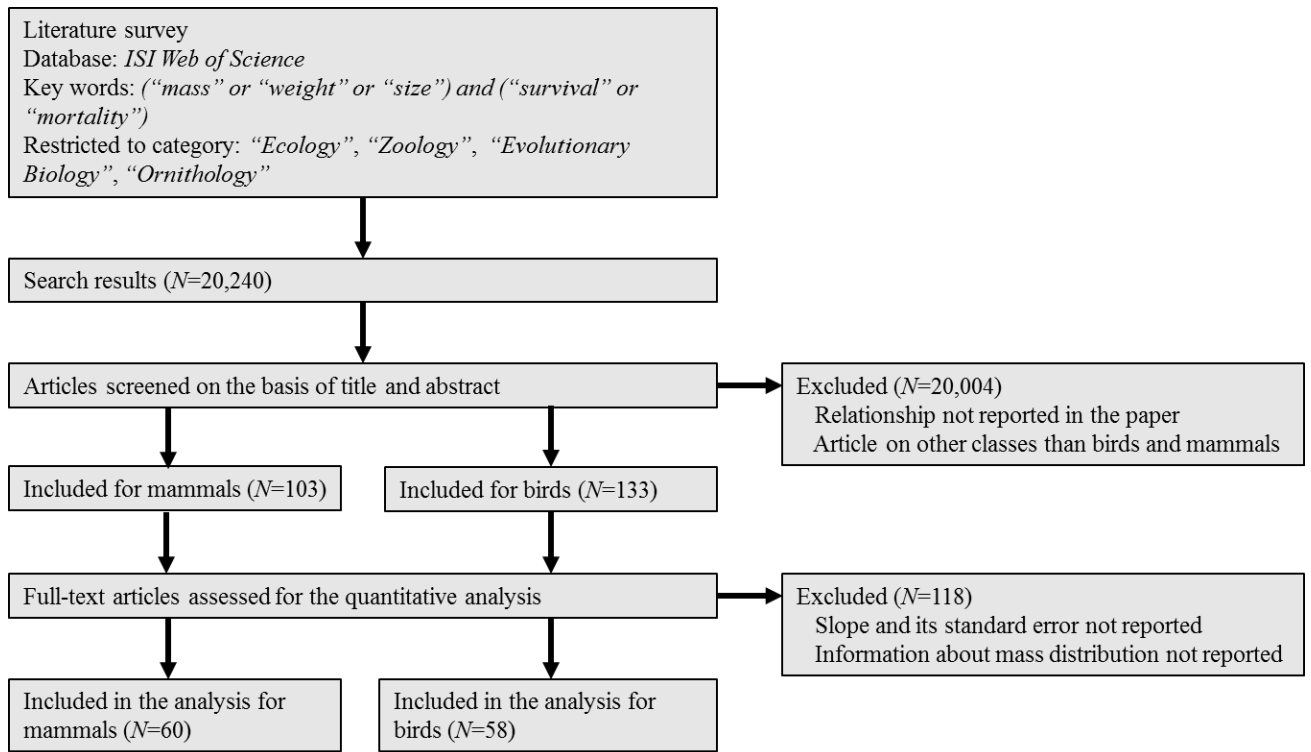 Literature survey
Database: ISI Web of Science
Key words: (“mass” or “weight” or “size”) and (“survival” or
“mortality”)
Restricted to category: “Ecology”, “Zoology”, “Evolutionary
Biology”, “Ornithology”
Search results (N=20,240)
Articles screened on the basis of title and abstract
Excluded (N=20,004)
Relationship not reported in the paper
Article on other classes than birds and mammals
Included for mammals (N=103)
Included for birds (N=133)
Full-text articles assessed for the quantitative analysis
Excluded (N=118)
Slope and its standard error not reported
Information about mass distribution not reported
Included in the analysis for
mammals (N=60)
Included in the analysis for
birds (N=58)